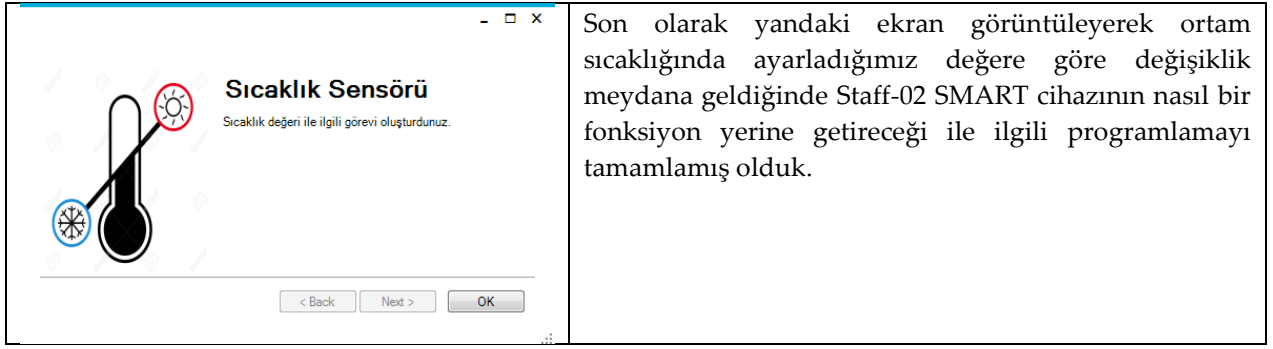 Sıcaklık Sensörü
Sıcaklık değeri ile ilgili görevi oluşturdunuz.
< Back
Next >
OK
Son olarak yandaki ekran görüntüleyerek ortam
sıcaklığında ayarladığımız değere göre değişiklik
meydana geldiğinde Staff-02 SMART cihazının nasıl bir
fonksiyon yerine getireceği ile ilgili programlamayı
tamamlamış olduk.